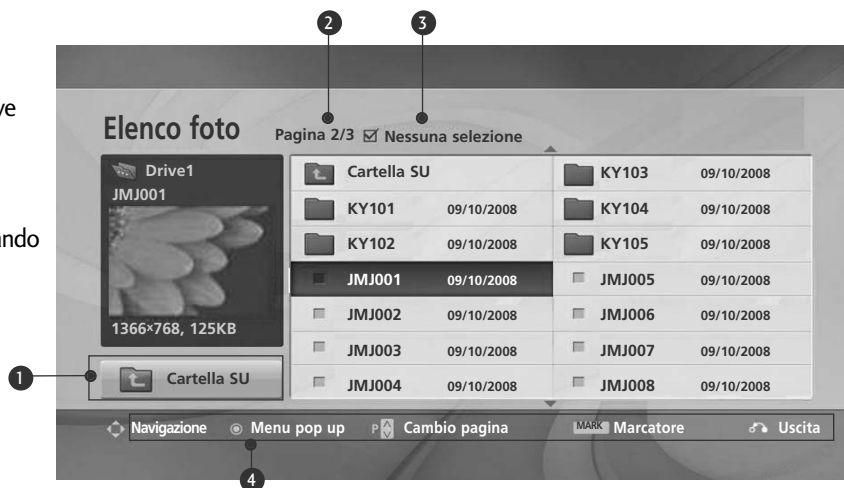 2 3
ve
ando
Elenco foto
Pagina 2/3 Nessuna selezione
Drive1
JMJ001
1366×768, 125KB
1
Cartella SU
Cartella SU
KY101 09/10/2008
KY102 09/10/2008
JMJ001 09/10/2008
JMJ002 09/10/2008
JMJ003 09/10/2008
JMJ004 09/10/2008
KY103 09/10/2008
KY104 09/10/2008
KY105 09/10/2008
JMJ005 09/10/2008
JMJ006 09/10/2008
JMJ007 09/10/2008
JMJ008 09/10/2008
Navigazione Menu pop up P Cambio pagina MARK Marcatore Uscita
4